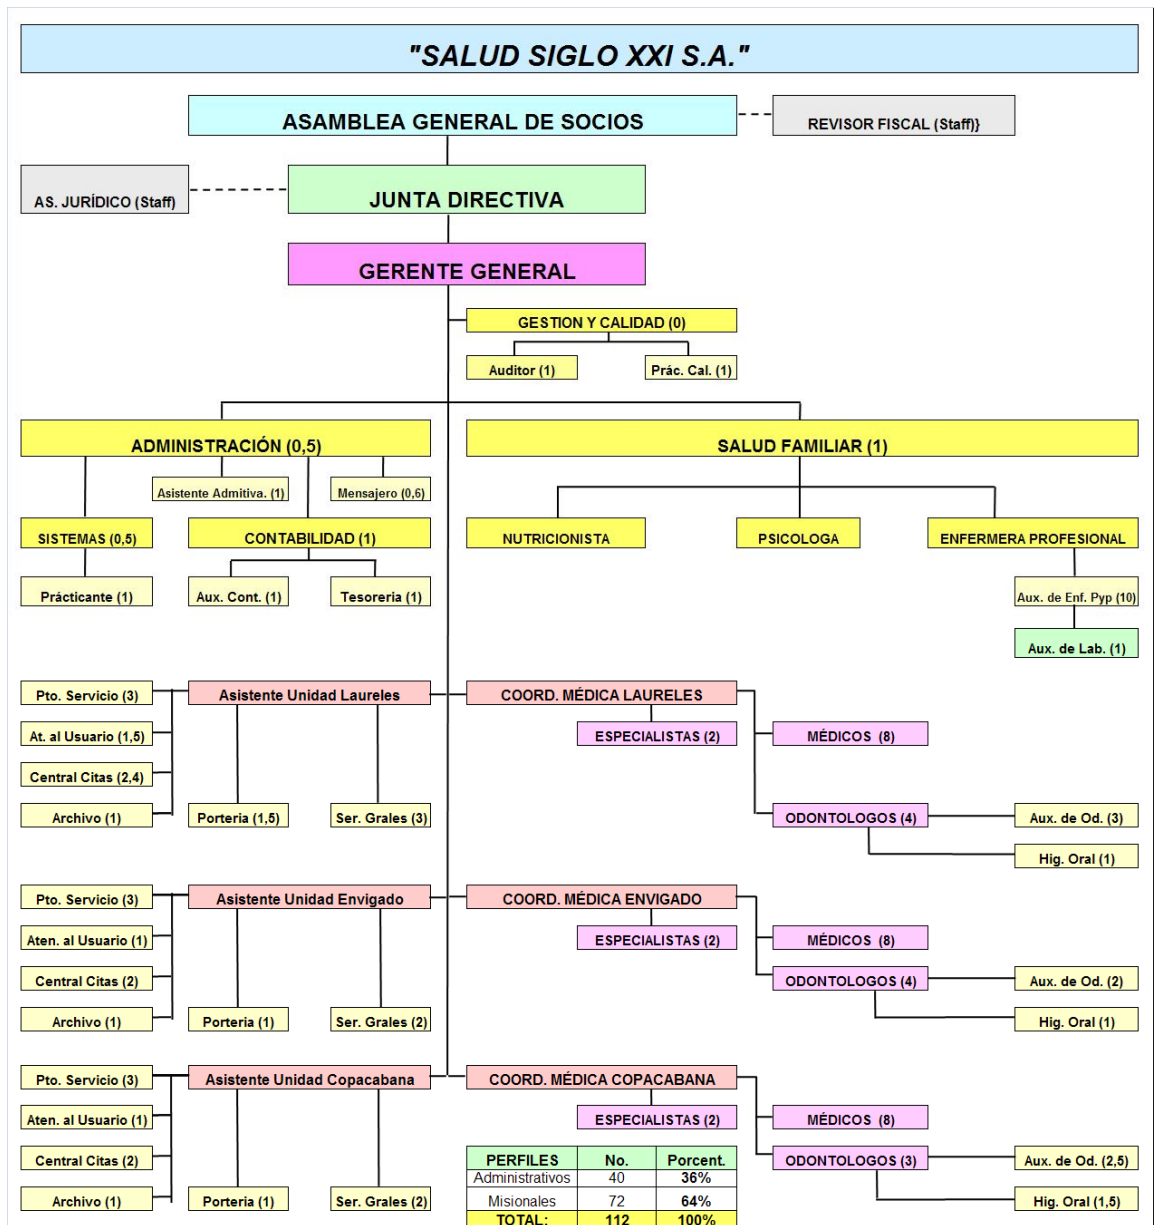 "SALUD SIGLO XXI S.A."
ASAMBLEA GENERAL DE SOCIOS
REVISOR FISCAL (Staff)}
AS. JURÍDICO (Staff)
JUNTA DIRECTIVA
GERENTE GENERAL
GESTION Y CALIDAD (0)
Auditor (1)
Prác. Cal. (1)
ADMINISTRACIÓN (0,5)
SALUD FAMILIAR (1)
Asistente Admitiva. (1)
Mensajero (0,6)
SISTEMAS (0,5)
CONTABILIDAD (1)
NUTRICIONISTA
PSICOLOGA
ENFERMERA PROFESIONAL
Prácticante (1)
Aux. Cont. (1)
Tesoreria (1)
Aux. de Enf. Pyp (10)
Aux. de Lab. (1)
Pto. Servicio (3)
Asistente Unidad Laureles
COORD. MÉDICA LAURELES
At. al Usuario (1,5)
ESPECIALISTAS (2)
MÉDICOS (8)
Central Citas (2,4)
Archivo (1)
Porteria (1,5)
Ser. Grales (3)
ODONTOLOGOS (4)
Aux. de Od. (3)
Hig. Oral (1)
Pto. Servicio (3)
Asistente Unidad Envigado
COORD. MÉDICA ENVIGADO
Aten. al Usuario (1)
ESPECIALISTAS (2)
MÉDICOS (8)
Central Citas (2)
ODONTOLOGOS (4)
Aux. de Od. (2)
Archivo (1)
Porteria (1)
Ser. Grales (2)
Hig. Oral (1)
Pto. Servicio (3)
Asistente Unidad Copacabana
COORD. MÉDICA COPACABANA
Aten. al Usuario (1)
ESPECIALISTAS (2)
MÉDICOS (8)
Central Citas (2)
ODONTOLOGOS (3)
Aux. de Od. (2,5)
Archivo (1)
Porteria (1)
Ser. Grales (2)
Hig. Oral (1,5)
PERFILES No. Porcent.
Administrativos 40 36%
Misionales 72 64%
TOTAL: 112 100%